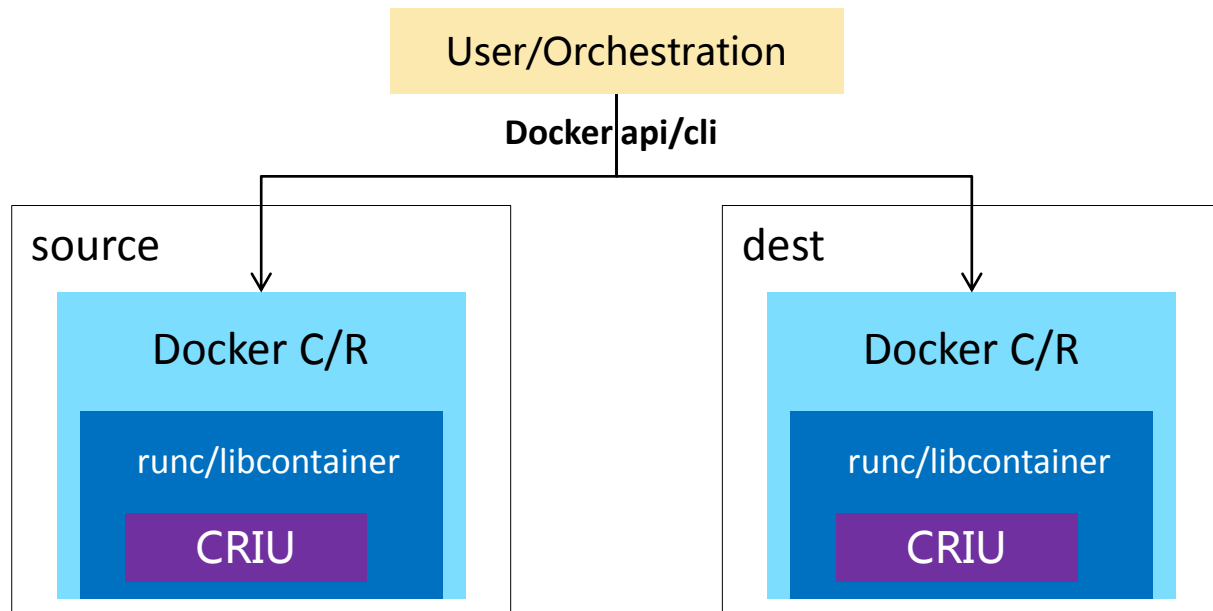 User/Orchestration
Docker api/cli
source
Docker C/R
runc/libcontainer
CRIU
dest
Docker C/R
runc/libcontainer
CRIU